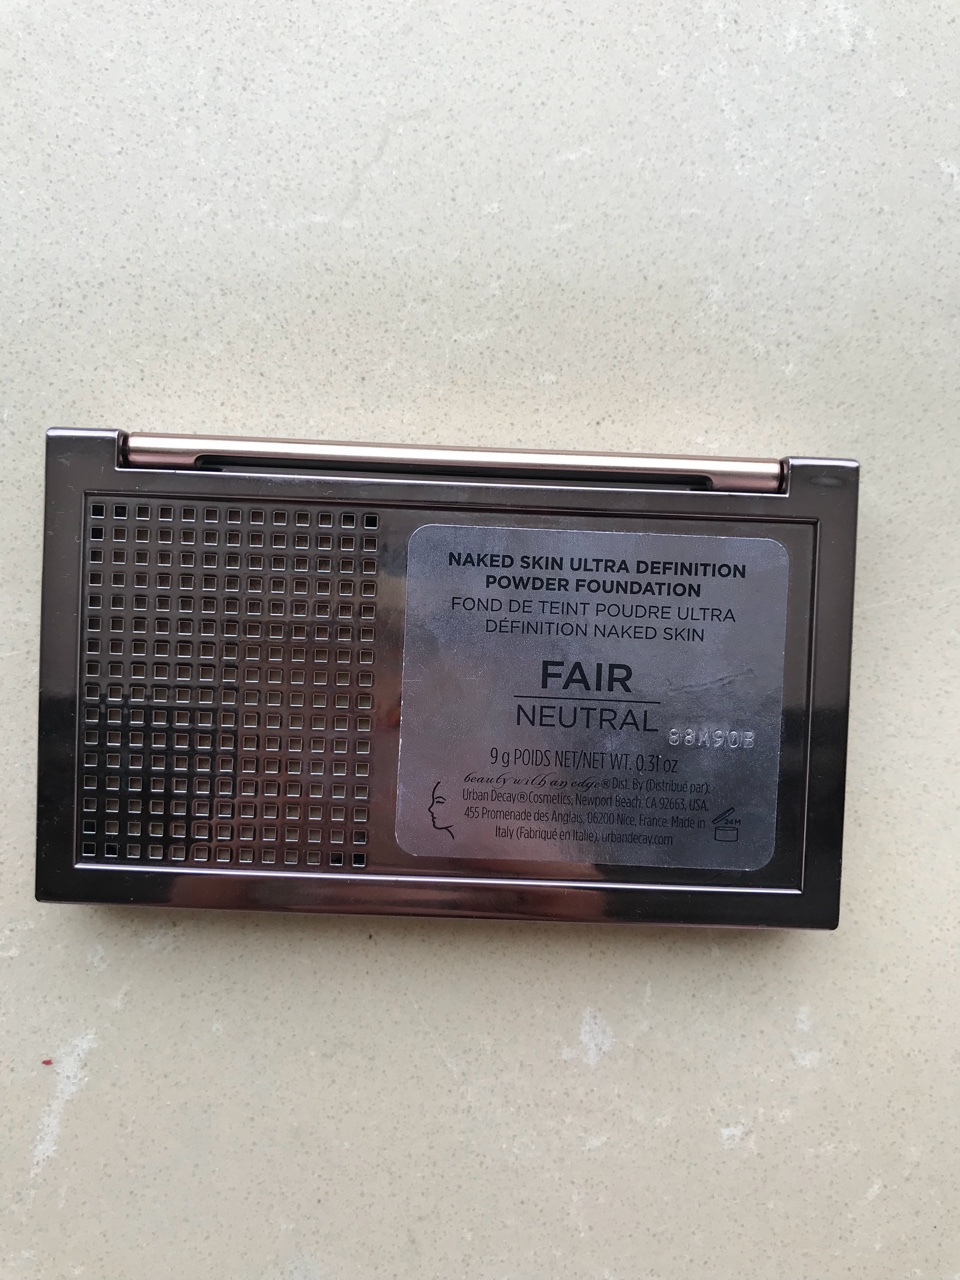 NAKED SKIN ULTRA DEFINITION
POWDER FOUNDATION
FOND DE TEINT POUDRE ULTRA
DÉFINITION NAKED SKIN
FAIR
NEUTRAL
88M90B
9 g POIDS NET/NET WT. 0.31 oz
beauty with an edge® Dist. By (Distribué par):
Urban Decay® Cosmetics, Newport Beach, CA 92663, USA.
455 Promenade des Anglais, 06200 Nice, France. Made in
Italy (Fabriqué en Italie). urbandecay.com
24M